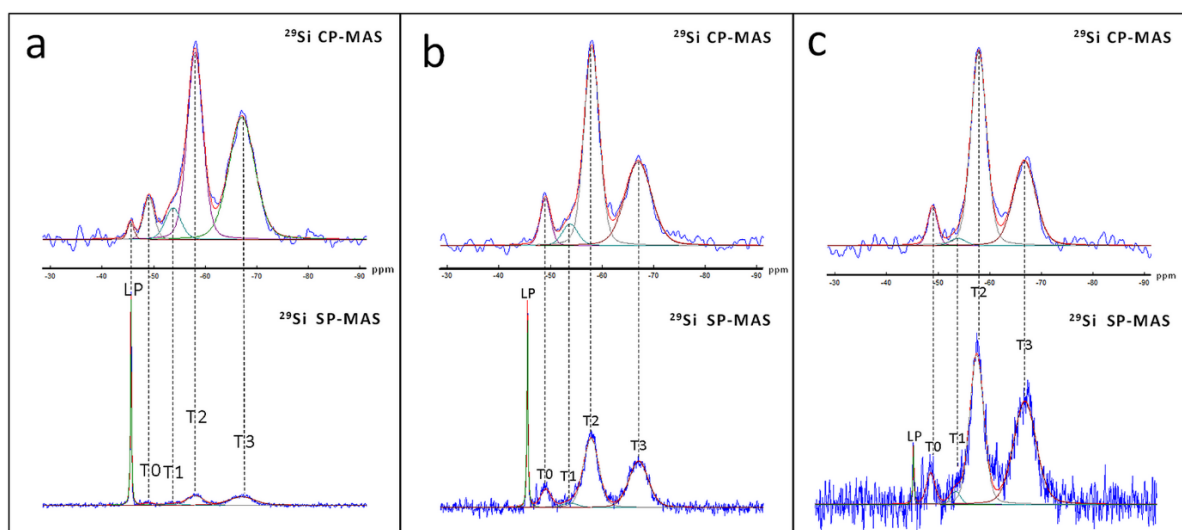 a
²⁹Si CP-MAS
-30 -50 -60 -70 -80 -90 ppm
LP
²⁹Si SP-MAS
T0 T1 T2 T3
b
²⁹Si CP-MAS
-30 -40 -50 -60 -70 -80 -90 ppm
LP
²⁹Si SP-MAS
T0 T1 T2 T3
c
²⁹Si CP-MAS
-30 -40 -50 -60 -70 -80 -90 ppm
T2
²⁹Si SP-MAS
LP T0 T1 T3